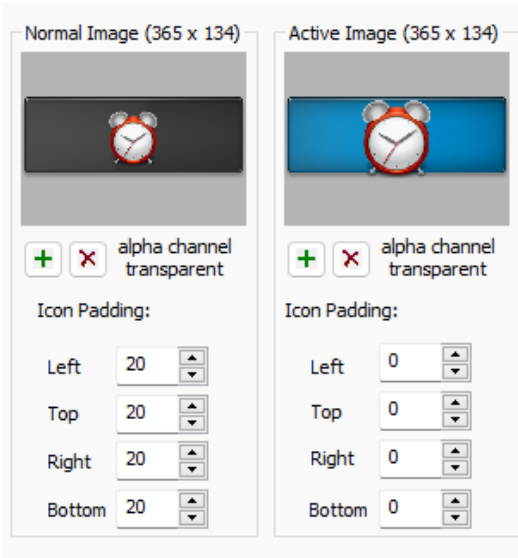 Normal Image (365 x 134)
alpha channel
transparent
Icon Padding:
Left 20
Top 20
Right 20
Bottom 20
Active Image (365 x 134)
alpha channel
transparent
Icon Padding:
Left 0
Top 0
Right 0
Bottom 0